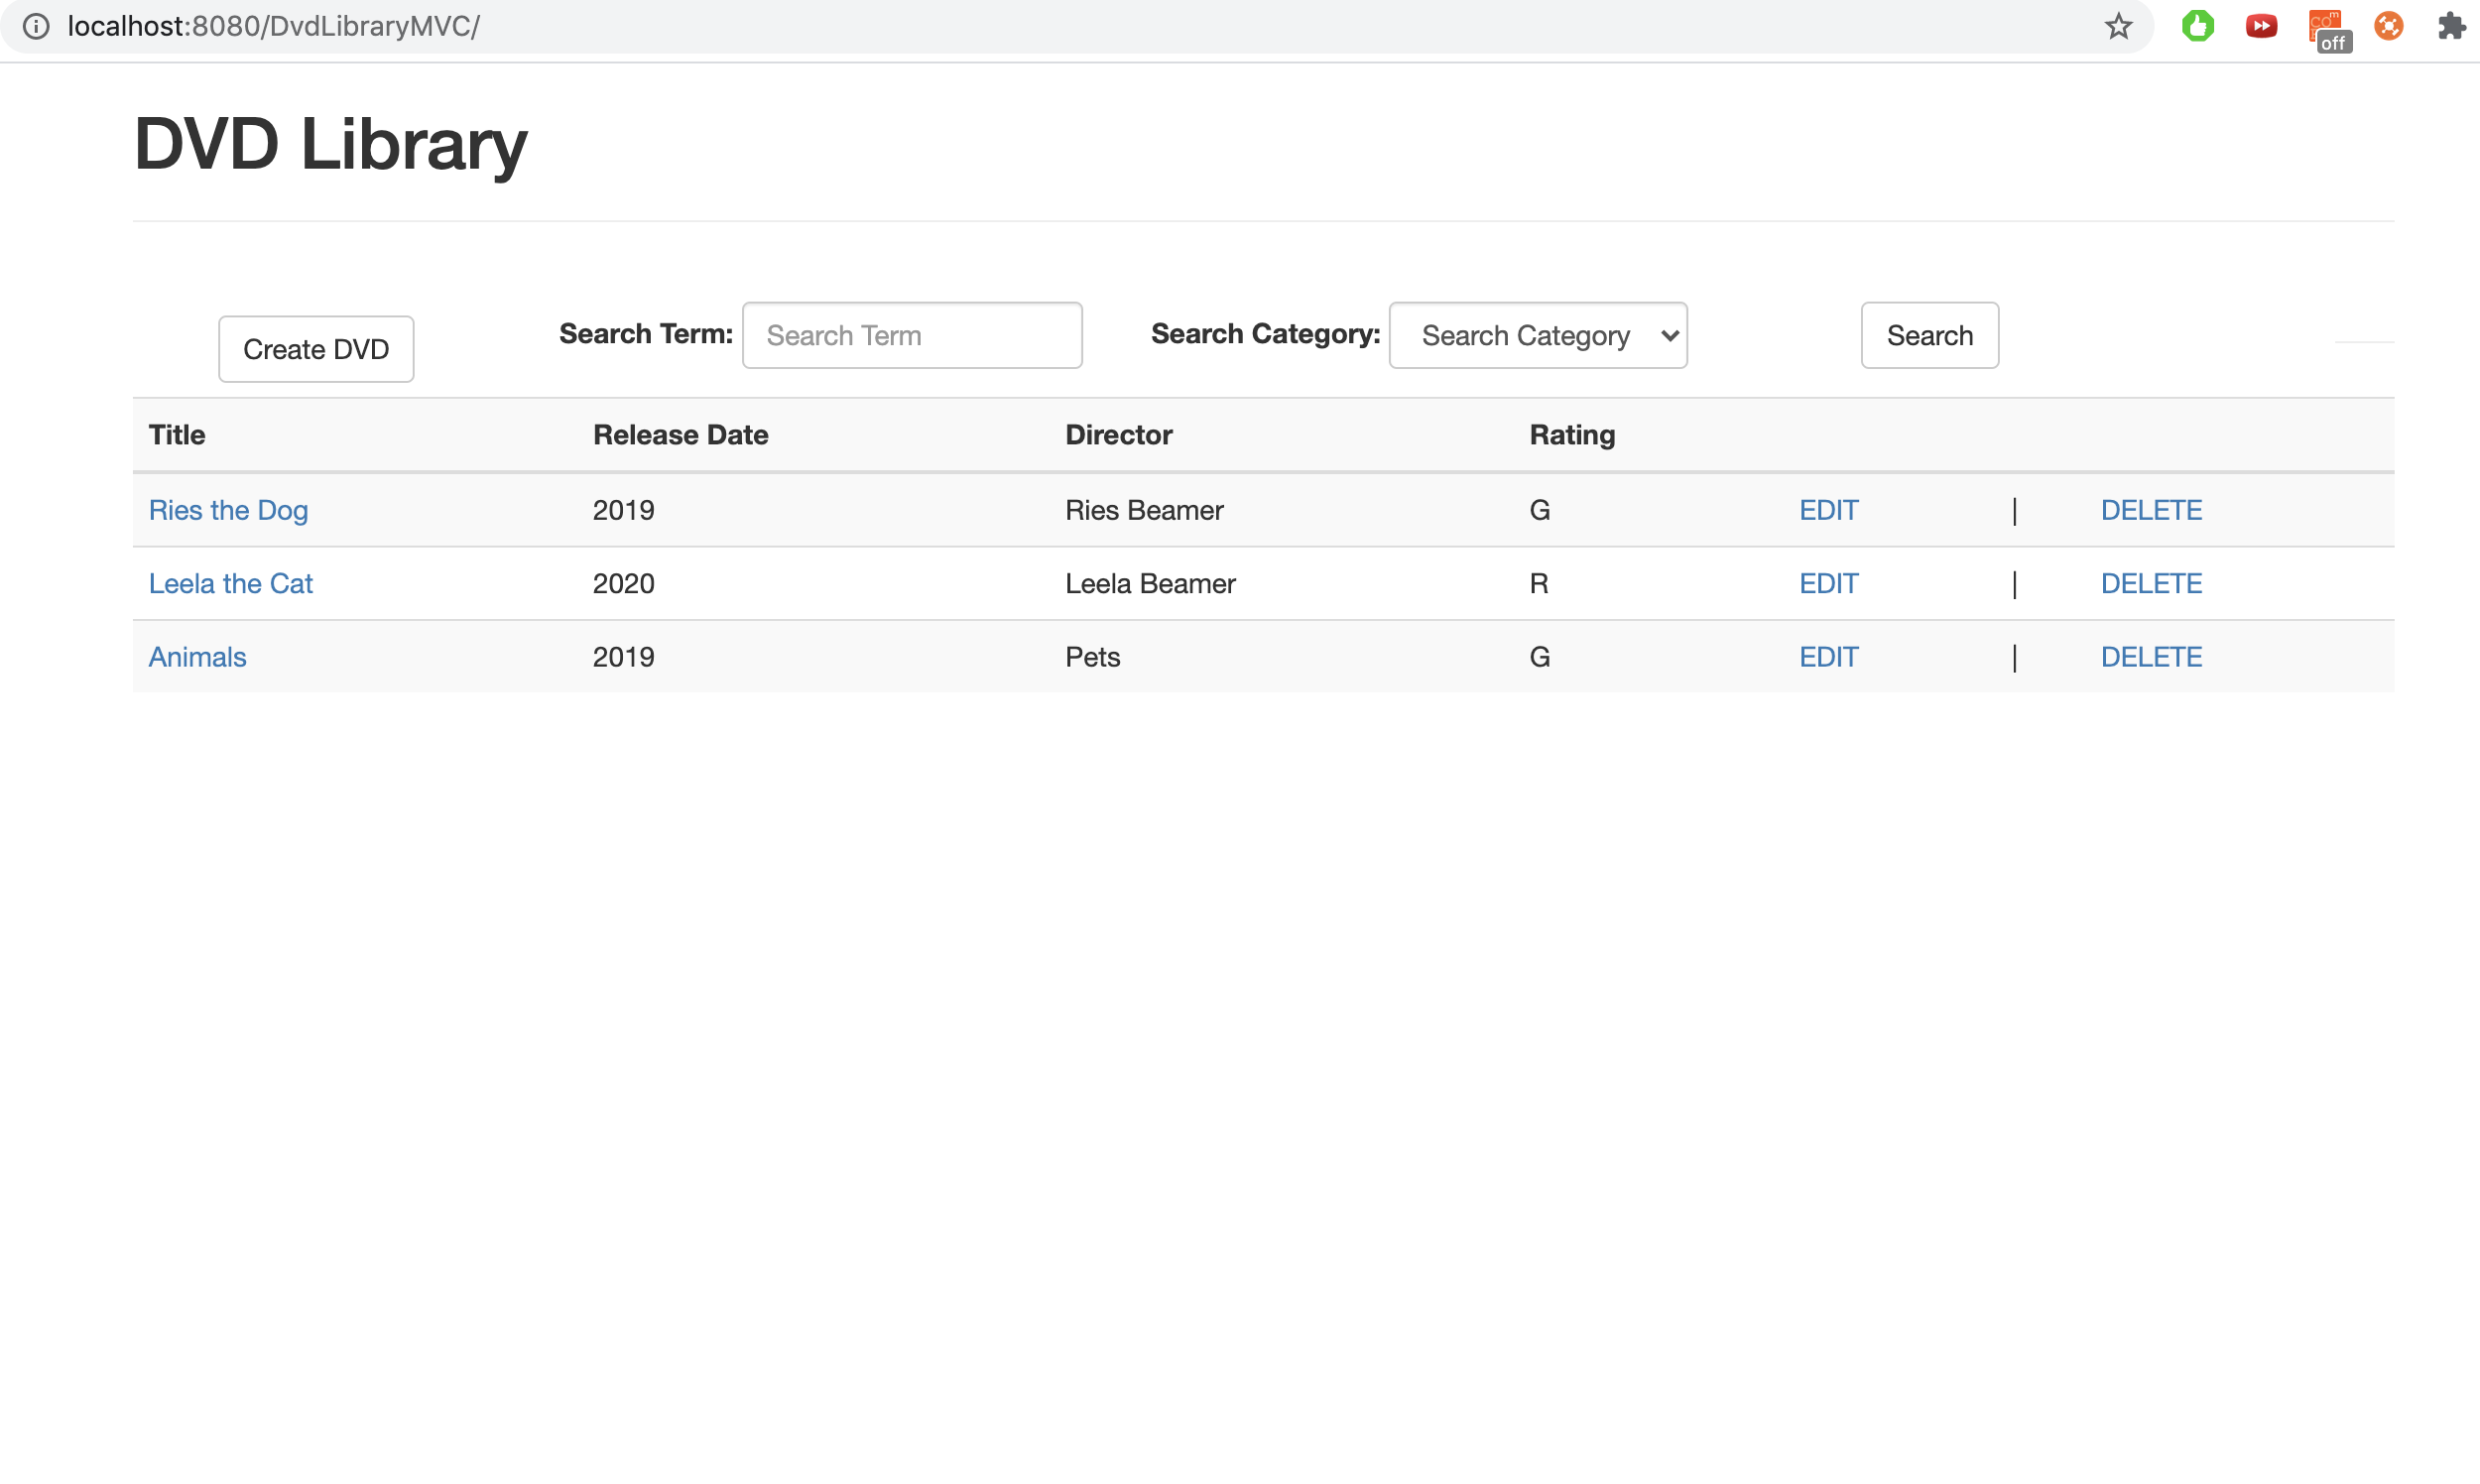 localhost:8080/DvdLibraryMVC/
off
DVD Library
Create DVD Search Term: Search Term Search Category: Search Category Search
Title Release Date Director Rating
Ries the Dog 2019 Ries Beamer G EDIT | DELETE
Leela the Cat 2020 Leela Beamer R EDIT | DELETE
Animals 2019 Pets G EDIT | DELETE